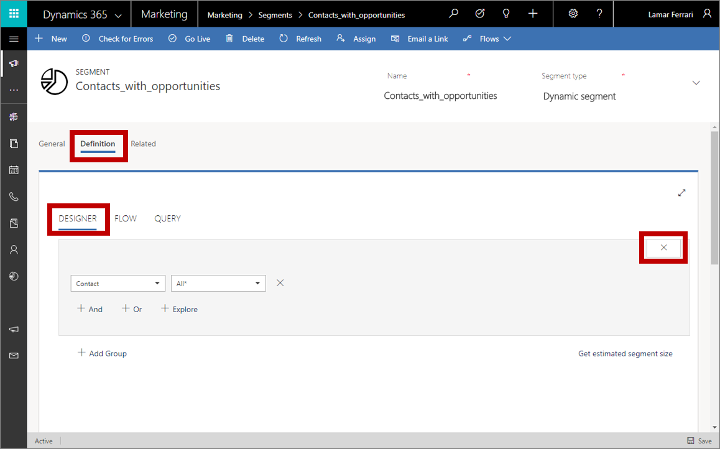 Dynamics 365 Marketing Marketing > Segments > Contacts_with_opportunities Lamar Ferrari
New Check for Errors Go Live Delete Refresh Assign Email a Link Flows
SEGMENT
Contacts_with_opportunities
Name *
Contacts_with_opportunities
Segment type *
Dynamic segment
General Definition Related
DESIGNER FLOW QUERY
Contact All*
+ And + Or + Explore
+ Add Group Get estimated segment size
Active Save